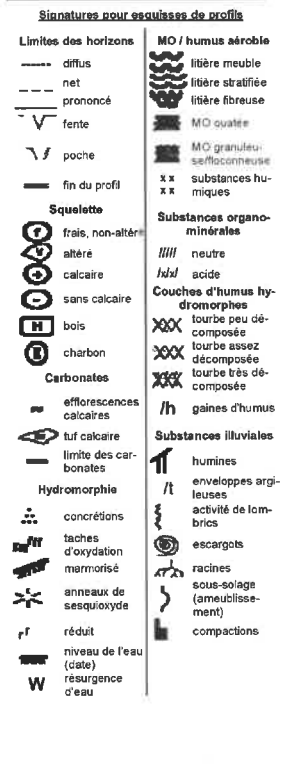 Signatures pour esquisses de profils
Limites des horizons
diffus
net
prononcé
fente
poche
fin du profil
Squelette
frais, non-altéré
altéré
calcaire
sans calcaire
H bois
charbon
Carbonates
efflorescences
calcaires
tuf calcaire
limite des car-
bonates
Hydromorphie
concrétions
taches
d'oxydation
marmorisé
anneaux de
sesquioxyde
r r réduit
niveau de l'eau
(date)
W résurgence
d'eau
MO / humus aérobie
litière meuble
litière stratifiée
litière fibreuse
MO ouatée
MO granuleu-
se/floconneuse
x x substances hu-
x x miques
Substances organo-
minérales
///// neutre
/x/x/ acide
Couches d'humus hy-
dromorphes
XXX tourbe peu dé-
composée
XXX tourbe assez
décomposée
tourbe très dé-
composée
/h gaines d'humus
Substances illuviales
humines
/t enveloppes argi-
leuses
activité de lom-
brics
escargots
racines
sous-solage
(ameublisse-
ment)
compactions